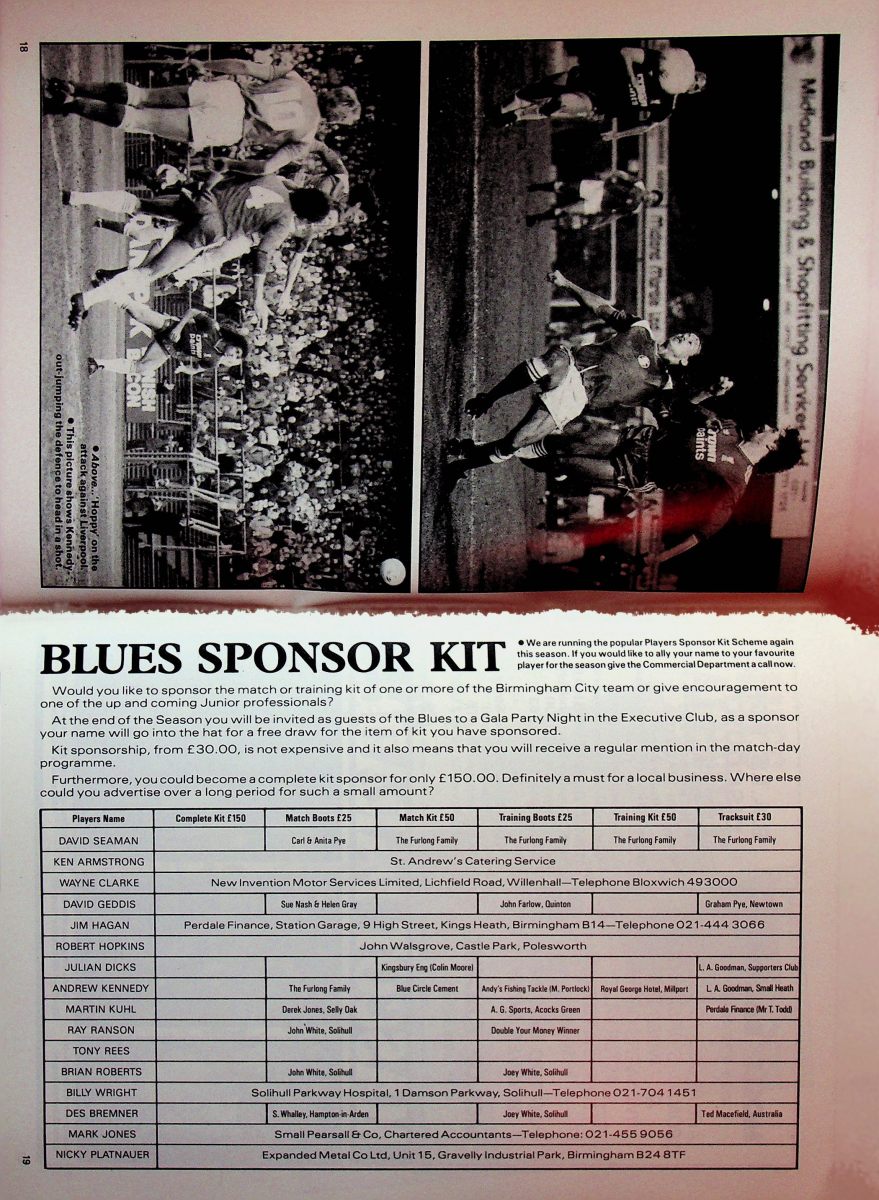 18
Midland Building & Shopfitting Services Ltd
crown paints
DANISH BACON
● Above... 'Hoppy' on the
attack against Liverpool.
● This picture shows Kennedy
out-jumping the defence to head in a shot.
BLUES SPONSOR KIT
● We are running the popular Players Sponsor Kit Scheme again
this season. If you would like to ally your name to your favourite
player for the season give the Commercial Department a call now.
Would you like to sponsor the match or training kit of one or more of the Birmingham City team or give encouragement to
one of the up and coming Junior professionals?
At the end of the Season you will be invited as guests of the Blues to a Gala Party Night in the Executive Club, as a sponsor
your name will go into the hat for a free draw for the item of kit you have sponsored.
Kit sponsorship, from £30.00, is not expensive and it also means that you will receive a regular mention in the match-day
programme.
Furthermore, you could become a complete kit sponsor for only £150.00. Definitely a must for a local business. Where else
could you advertise over a long period for such a small amount?
Players Name Complete Kit £150 Match Boots £25 Match Kit £50 Training Boots £25 Training Kit £50 Tracksuit £30
DAVID SEAMAN Carl & Anita Pye The Furlong Family The Furlong Family The Furlong Family The Furlong Family
KEN ARMSTRONG St. Andrew's Catering Service
WAYNE CLARKE New Invention Motor Services Limited, Lichfield Road, Willenhall—Telephone Bloxwich 493000
DAVID GEDDIS Sue Nash & Helen Gray John Farlow, Quinton Graham Pye, Newtown
JIM HAGAN Perdale Finance, Station Garage, 9 High Street, Kings Heath, Birmingham B14—Telephone 021-444 3066
ROBERT HOPKINS John Walsgrove, Castle Park, Polesworth
JULIAN DICKS Kingsbury Eng (Colin Moore) L. A. Goodman, Supporters Club
ANDREW KENNEDY The Furlong Family Blue Circle Cement Andy's Fishing Tackle (M. Portlock) Royal George Hotel, Millport L. A. Goodman, Small Heath
MARTIN KUHL Derek Jones, Selly Oak A. G. Sports, Acocks Green Perdale Finance (Mr T. Todd)
RAY RANSON John White, Solihull Double Your Money Winner
TONY REES
BRIAN ROBERTS John White, Solihull Joey White, Solihull
BILLY WRIGHT Solihull Parkway Hospital, 1 Damson Parkway, Solihull—Telephone 021-704 1451
DES BREMNER S. Whalley, Hampton-in-Arden Joey White, Solihull Ted Macefield, Australia
MARK JONES Small Pearsall & Co, Chartered Accountants—Telephone: 021-455 9056
NICKY PLATNAUER Expanded Metal Co Ltd, Unit 15, Gravelly Industrial Park, Birmingham B24 8TF
19